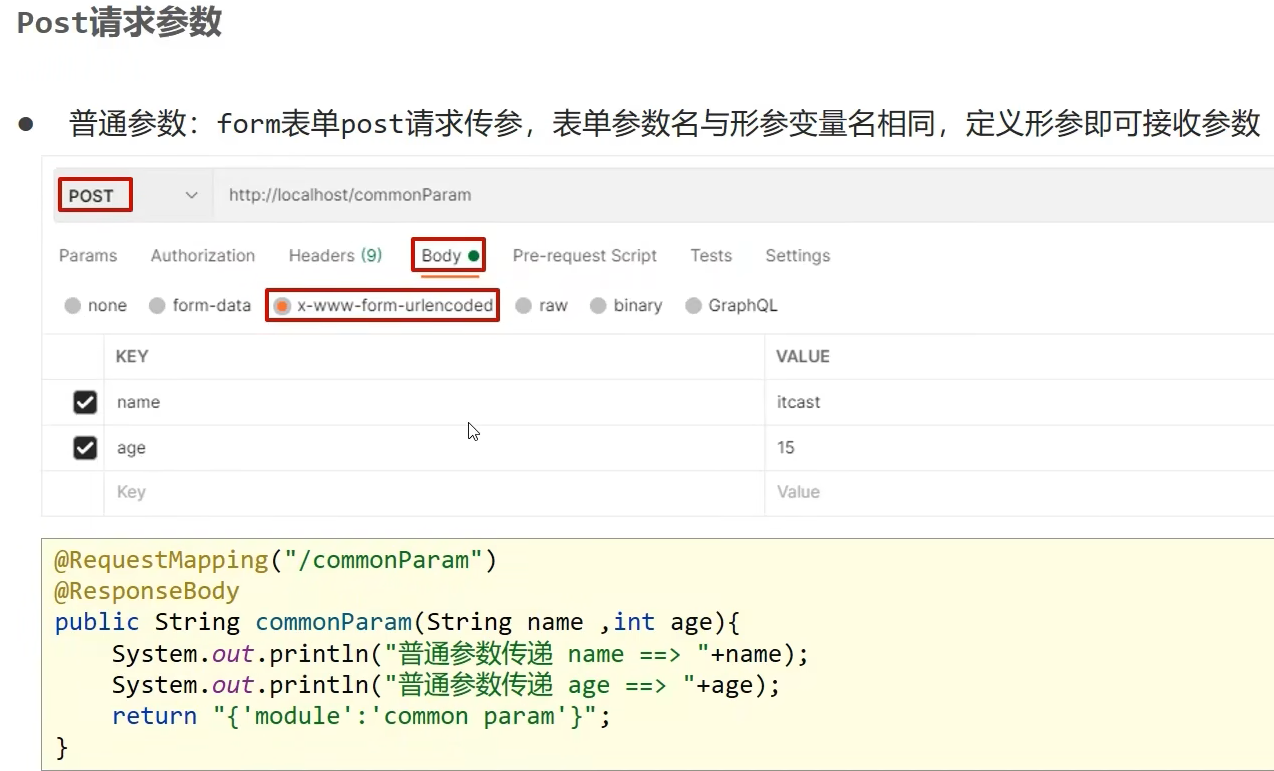 Post请求参数
● 普通参数：form表单post请求传参，表单参数名与形参变量名相同，定义形参即可接收参数
POST http://localhost/commonParam
Params Authorization Headers (9) Body Pre-request Script Tests Settings
none form-data x-www-form-urlencoded raw binary GraphQL
KEY VALUE
name itcast
age 15
Key Value
@RequestMapping("/commonParam")
@ResponseBody
public String commonParam(String name ,int age){
    System.out.println("普通参数传递 name ==> "+name);
    System.out.println("普通参数传递 age ==> "+age);
    return "{'module':'common param'}";
}